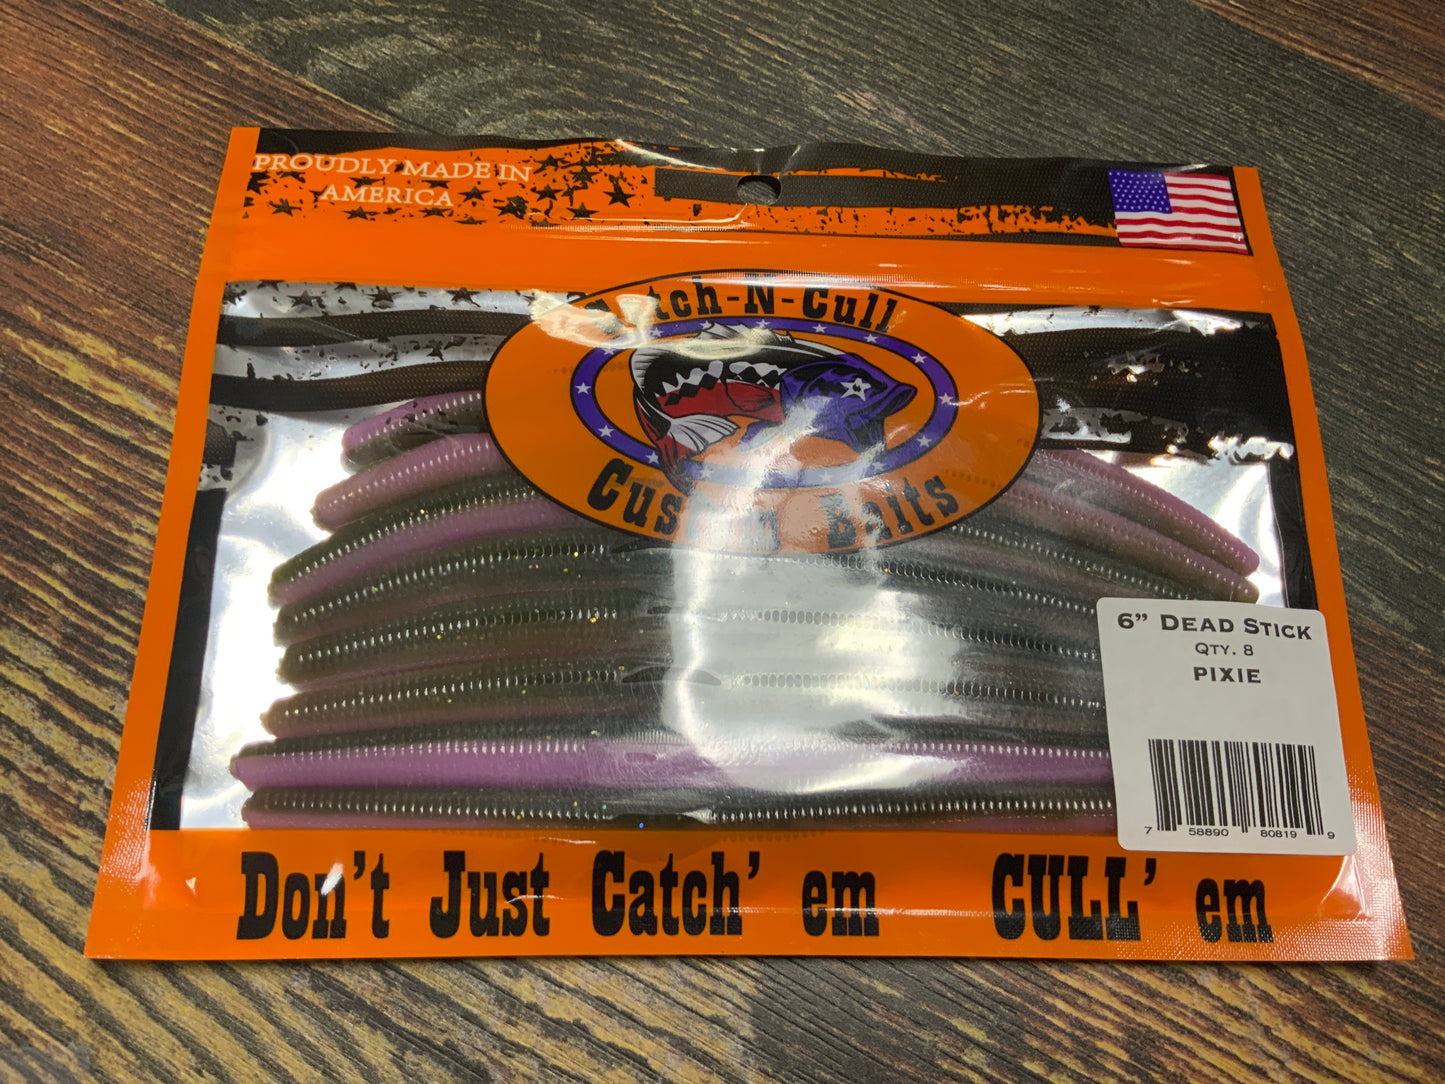 PROUDLY MADE IN
AMERICA
Catch-N-Cull
Custom Baits
6" DEAD STICK
QTY. 8
PIXIE
7 58890 80819 9
Don't Just Catch' em CULL' em